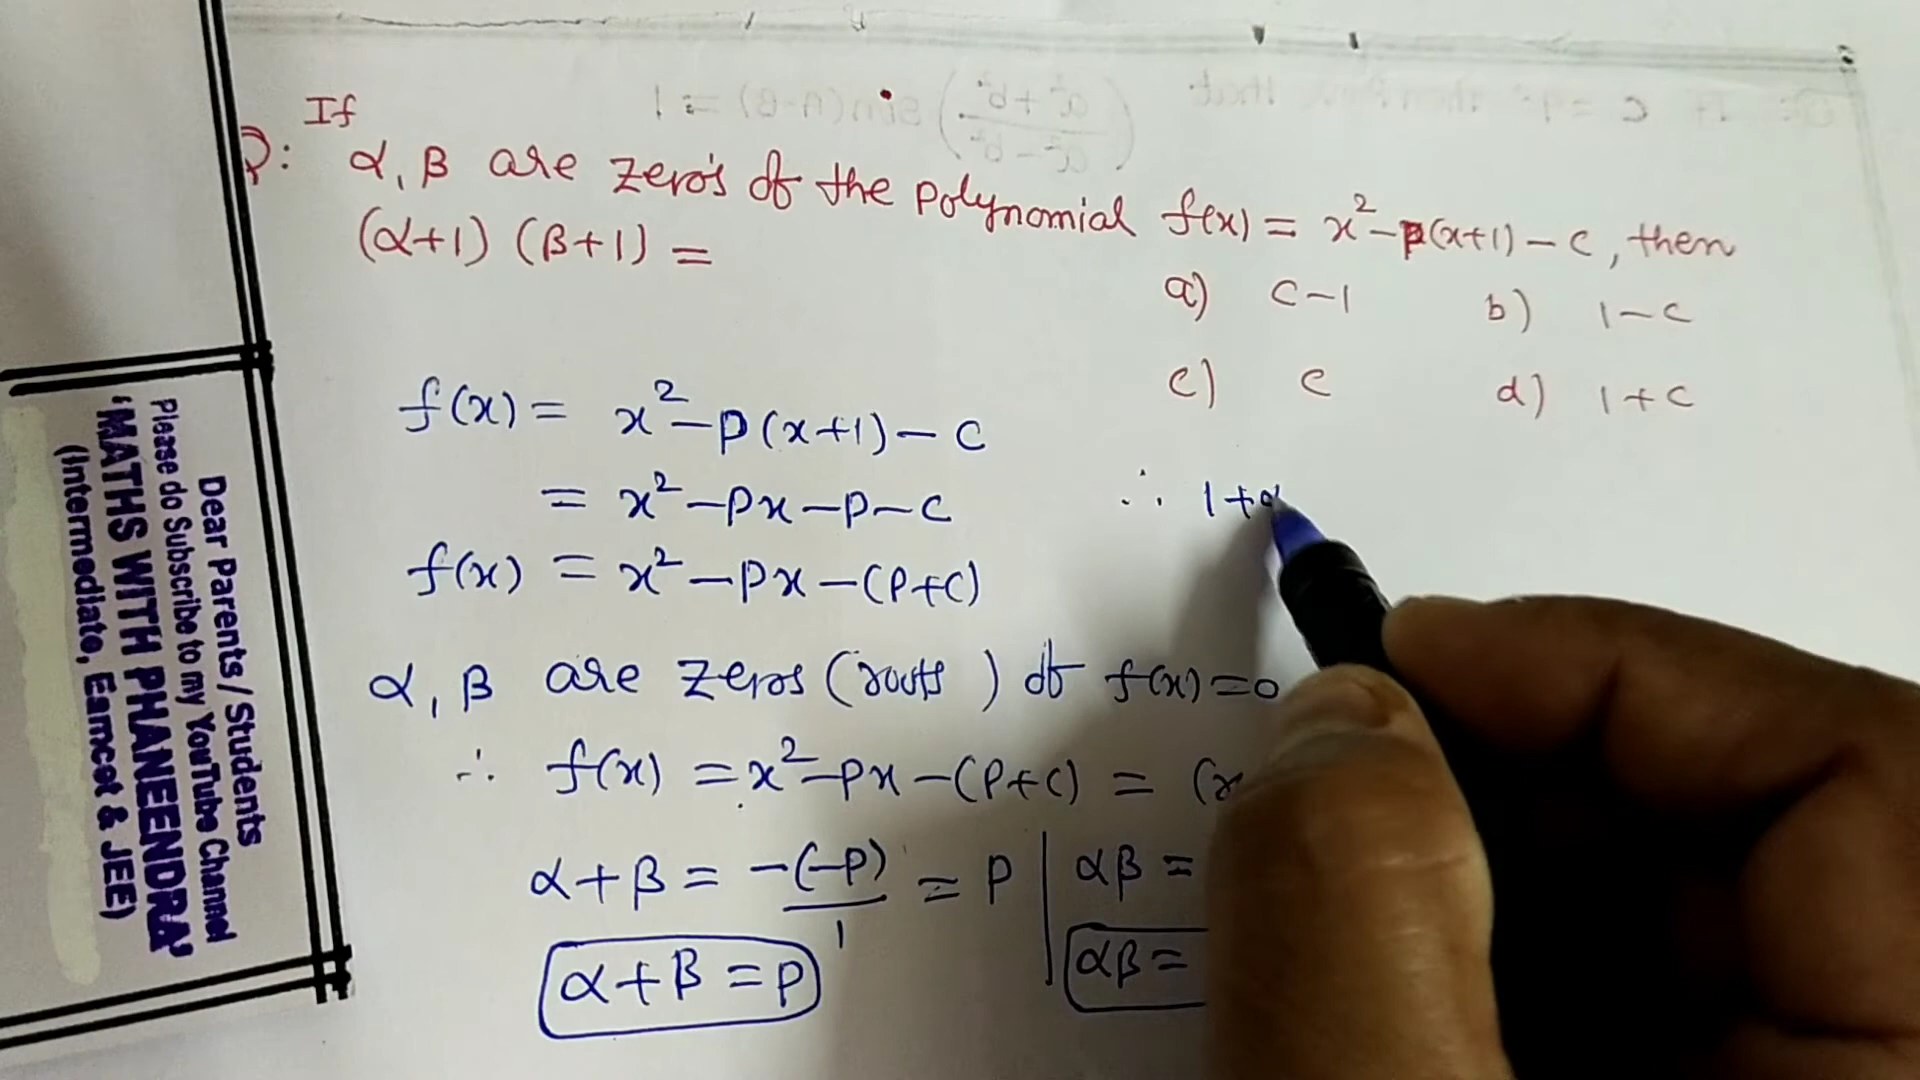 If
Q: α, β are zero's of the polynomial f(x) = x² - p(x+1) - c, then
(α+1) (β+1) =
a) c-1 b) 1-c
c) c d) 1+c
f(x) = x² - p(x+1) - c
= x² - px - p - c
f(x) = x² - px - (p+c)
α, β are zeros (roots) of f(x)=0
∴ f(x) = x² - px - (p+c) = (x
α+β = -(-p)/1 = p | αβ =
α+β = p αβ =
∴ 1+α
Dear Parents / Students
Please do Subscribe to my YouTube Channel
'MATHS WITH PHANEENDRA'
(Intermediate, Eamcet & JEE)